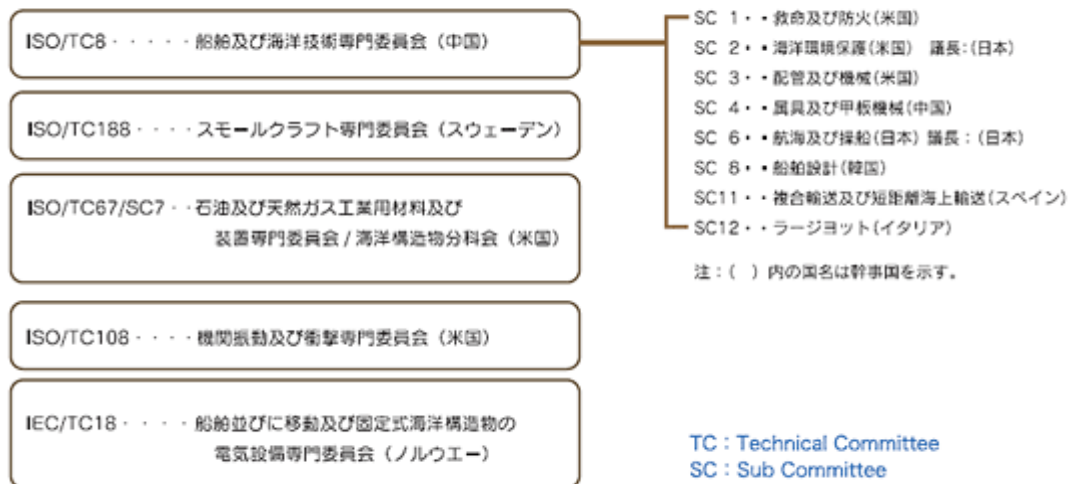 ISO/TC8・・・・・船舶及び海洋技術専門委員会（中国）
ISO/TC188・・・・スモールクラフト専門委員会（スウェーデン）
ISO/TC67/SC7・・石油及び天然ガス工業用材料及び
装置専門委員会 / 海洋構造物分科会（米国）
ISO/TC108・・・・機関振動及び衝撃専門委員会（米国）
IEC/TC18・・・・船舶並びに移動及び固定式海洋構造物の
電気設備専門委員会（ノルウエー）
SC 1・・救命及び防火(米国)
SC 2・・海洋環境保護(米国) 議長：(日本)
SC 3・・配管及び機械(米国)
SC 4・・属具及び甲板機械(中国)
SC 6・・航海及び操船(日本) 議長：(日本)
SC 8・・船舶設計(韓国)
SC11・・複合輸送及び短距離海上輸送(スペイン)
SC12・・ラージヨット(イタリア)
注：( ) 内の国名は幹事国を示す。
TC：Technical Committee
SC：Sub Committee